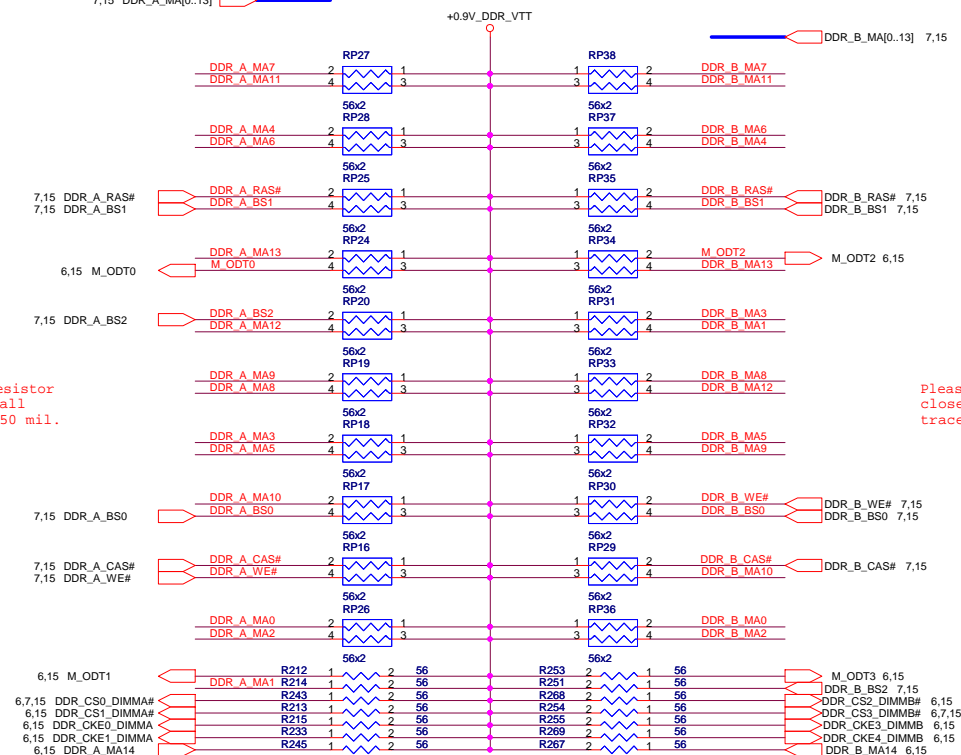 7,15 DDR_A_MA[0..13]
+0.9V_DDR_VTT
DDR_B_MA[0..13] 7,15
RP27 RP38
DDR_A_MA7 2 1 1 2 DDR_B_MA7
DDR_A_MA11 4 3 3 4 DDR_B_MA11
56x2 56x2
RP28 RP37
DDR_A_MA4 2 1 1 2 DDR_B_MA6
DDR_A_MA6 4 3 3 4 DDR_B_MA4
56x2 56x2
RP25 RP35
7,15 DDR_A_RAS# DDR_A_RAS# 2 1 1 2 DDR_B_RAS# DDR_B_RAS# 7,15
7,15 DDR_A_BS1 DDR_A_BS1 4 3 3 4 DDR_B_BS1 DDR_B_BS1 7,15
56x2 56x2
RP24 RP34
DDR_A_MA13 2 1 1 2 M_ODT2 M_ODT2 6,15
6,15 M_ODT0 M_ODT0 4 3 3 4 DDR_B_MA13
56x2 56x2
RP20 RP31
7,15 DDR_A_BS2 DDR_A_BS2 2 1 1 2 DDR_B_MA3
DDR_A_MA12 4 3 3 4 DDR_B_MA1
56x2 56x2
RP19 RP33
DDR_A_MA9 2 1 1 2 DDR_B_MA8
DDR_A_MA8 4 3 3 4 DDR_B_MA12
esistor
all
50 mil.
Pleas
close
trace
56x2 56x2
RP18 RP32
DDR_A_MA3 2 1 1 2 DDR_B_MA5
DDR_A_MA5 4 3 3 4 DDR_B_MA9
56x2 56x2
RP17 RP30
DDR_A_MA10 2 1 1 2 DDR_B_WE# DDR_B_WE# 7,15
7,15 DDR_A_BS0 DDR_A_BS0 4 3 3 4 DDR_B_BS0 DDR_B_BS0 7,15
56x2 56x2
RP16 RP29
7,15 DDR_A_CAS# DDR_A_CAS# 2 1 1 2 DDR_B_CAS# DDR_B_CAS# 7,15
7,15 DDR_A_WE# DDR_A_WE# 4 3 3 4 DDR_B_MA10
56x2 56x2
RP26 RP36
DDR_A_MA0 2 1 1 2 DDR_B_MA0
DDR_A_MA2 4 3 3 4 DDR_B_MA2
56x2 56x2
6,15 M_ODT1 R212 1 2 56 R253 2 1 56 M_ODT3 6,15
DDR_A_MA1 R214 1 2 56 R251 2 1 56 DDR_B_BS2 7,15
6,7,15 DDR_CS0_DIMMA# R243 1 2 56 R268 2 1 56 DDR_CS2_DIMMB# 6,15
6,15 DDR_CS1_DIMMA# R213 1 2 56 R254 2 1 56 DDR_CS3_DIMMB# 6,7,15
6,15 DDR_CKE0_DIMMA R215 1 2 56 R255 2 1 56 DDR_CKE3_DIMMB 6,15
6,15 DDR_CKE1_DIMMA R233 1 2 56 R269 2 1 56 DDR_CKE4_DIMMB 6,15
6,15 DDR_A_MA14 R245 1 2 56 R267 2 1 56 DDR_B_MA14 6,15